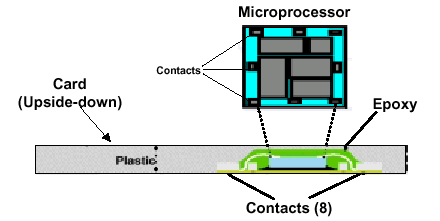 Microprocessor
Contacts
Card
(Upside-down)
Epoxy
Plastic
Contacts (8)